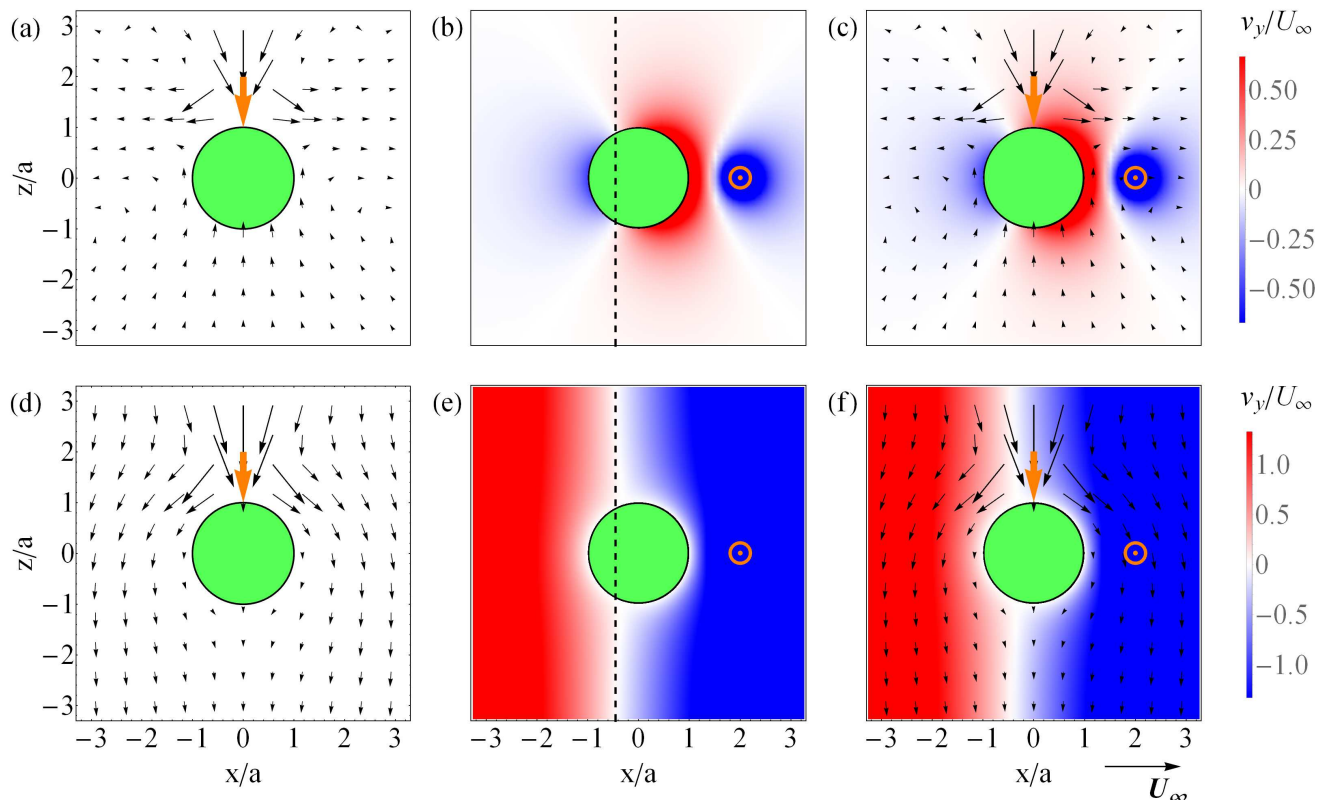 (a) (b) (c) v_y/U_∞
3 2 1 0 −1 −2 −3
z/a
0.50 0.25 0 −0.25 −0.50
(d) (e) (f) v_y/U_∞
3 2 1 0 −1 −2 −3
z/a
1.0 0.5 0 −0.5 −1.0
−3 −2 −1 0 1 2 3 −3 −2 −1 0 1 2 3 −3 −2 −1 0 1 2 3
x/a x/a x/a
U_∞